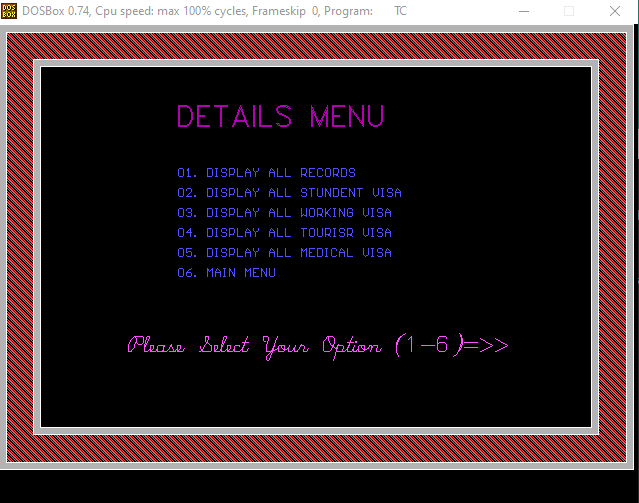 DOS
BOX
DOSBox 0.74, Cpu speed: max 100% cycles, Frameskip 0, Program: TC
DETAILS MENU
01. DISPLAY ALL RECORDS
02. DISPLAY ALL STUNDENT VISA
03. DISPLAY ALL WORKING VISA
04. DISPLAY ALL TOURISR VISA
05. DISPLAY ALL MEDICAL VISA
06. MAIN MENU
Please Select Your Option (1-6)=>>